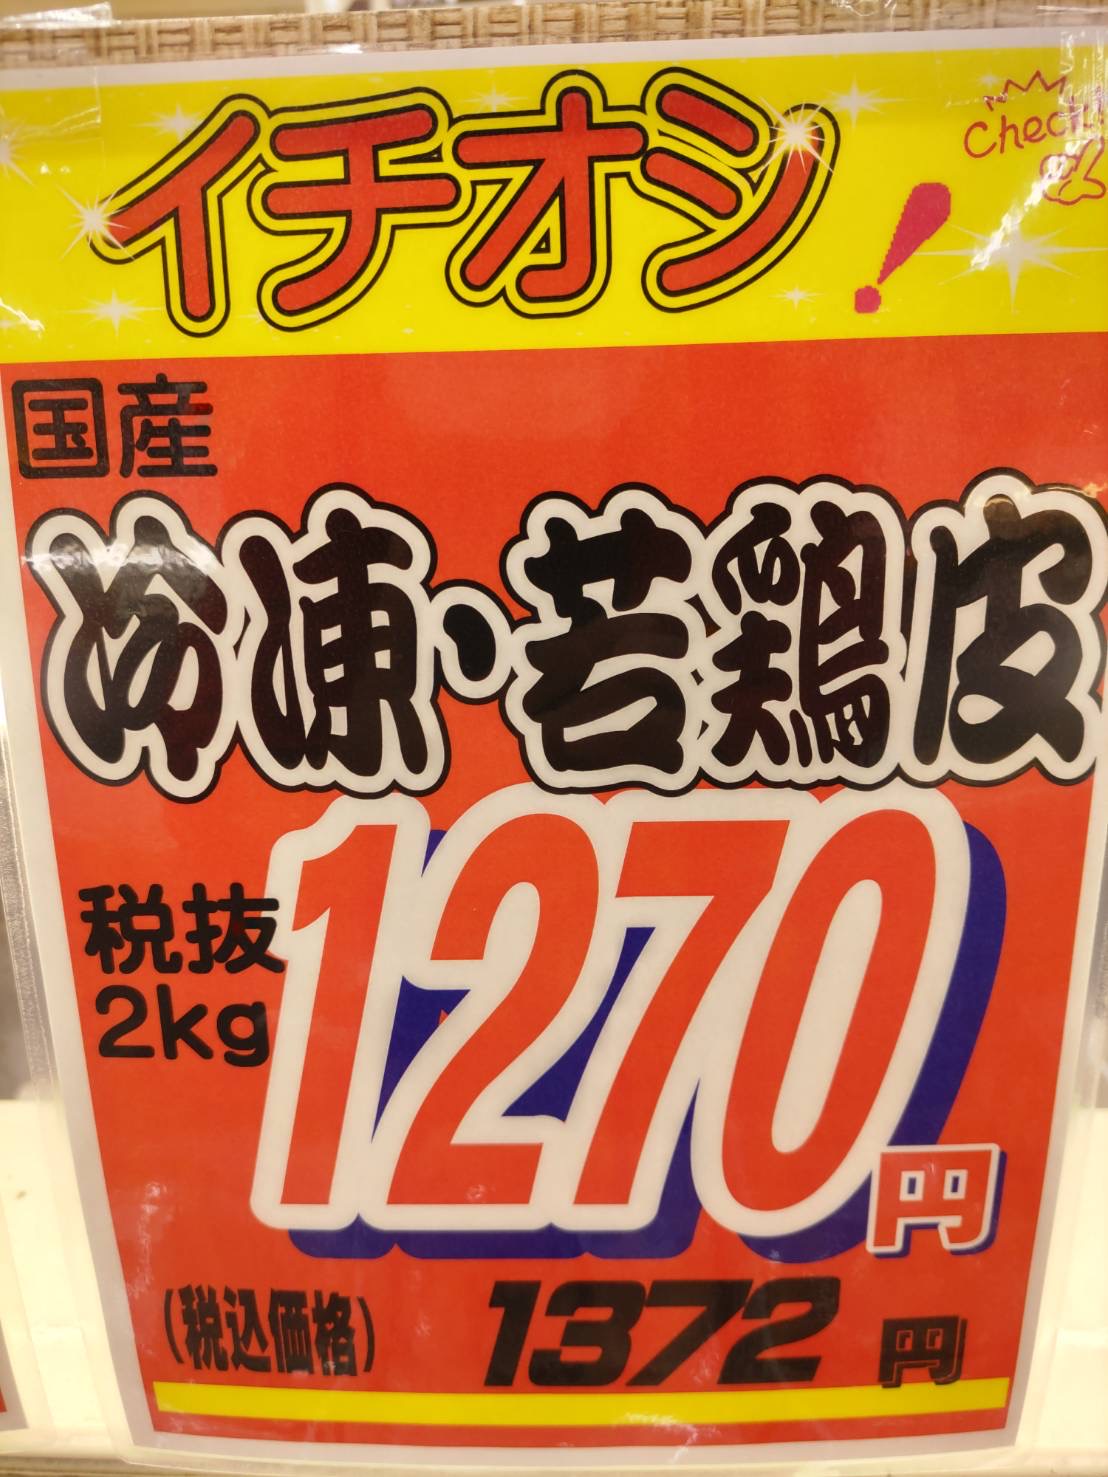 イチオシ!
Check!
国産
冷凍・若鶏皮
税抜
2kg
1270円
(税込価格) 1372円